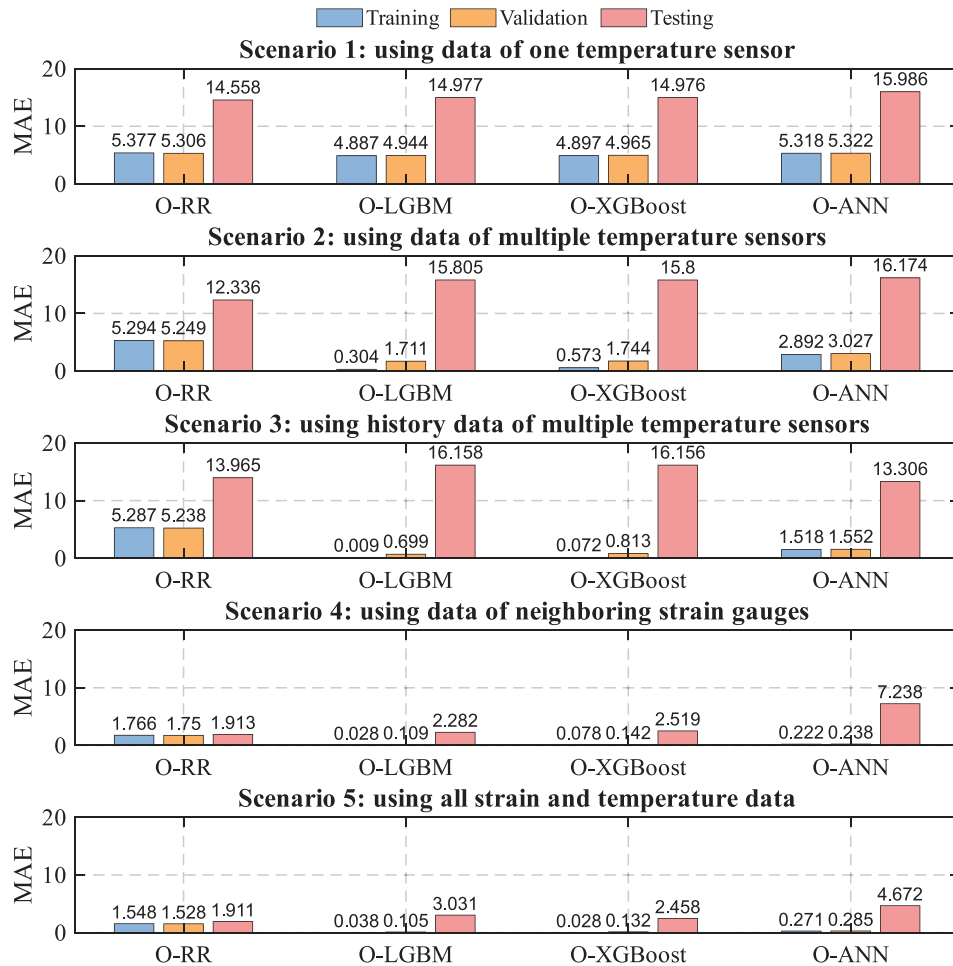 Training Validation Testing
Scenario 1: using data of one temperature sensor
MAE
20
10
0
5.377 5.306 14.558
4.887 4.944 14.977
4.897 4.965 14.976
5.318 5.322 15.986
O-RR O-LGBM O-XGBoost O-ANN
Scenario 2: using data of multiple temperature sensors
MAE
20
10
0
5.294 5.249 12.336
0.304 1.711 15.805
0.573 1.744 15.8
2.892 3.027 16.174
O-RR O-LGBM O-XGBoost O-ANN
Scenario 3: using history data of multiple temperature sensors
MAE
20
10
0
5.287 5.238 13.965
0.009 0.699 16.158
0.072 0.813 16.156
1.518 1.552 13.306
O-RR O-LGBM O-XGBoost O-ANN
Scenario 4: using data of neighboring strain gauges
MAE
20
10
0
1.766 1.75 1.913
0.028 0.109 2.282
0.078 0.142 2.519
0.222 0.238 7.238
O-RR O-LGBM O-XGBoost O-ANN
Scenario 5: using all strain and temperature data
MAE
20
10
0
1.548 1.528 1.911
0.038 0.105 3.031
0.028 0.132 2.458
0.271 0.285 4.672
O-RR O-LGBM O-XGBoost O-ANN